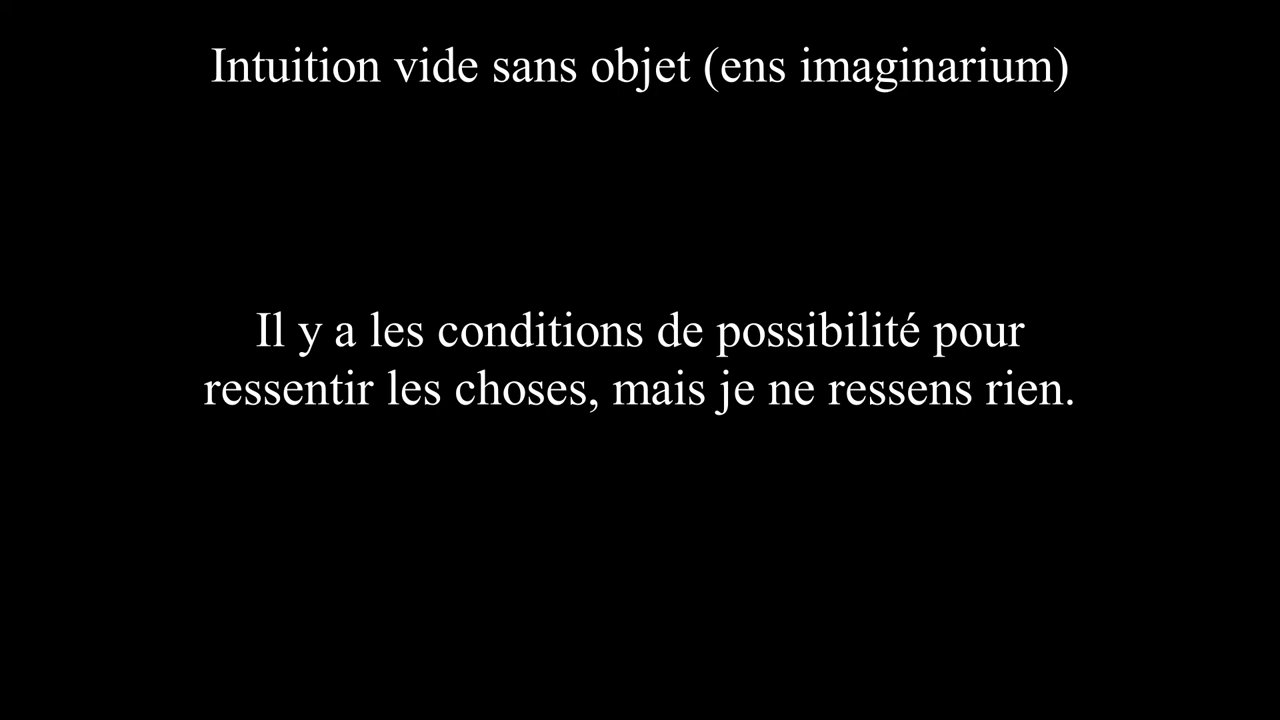 Intuition vide sans objet (ens imaginarium)
Il y a les conditions de possibilité pour
ressentir les choses, mais je ne ressens rien.